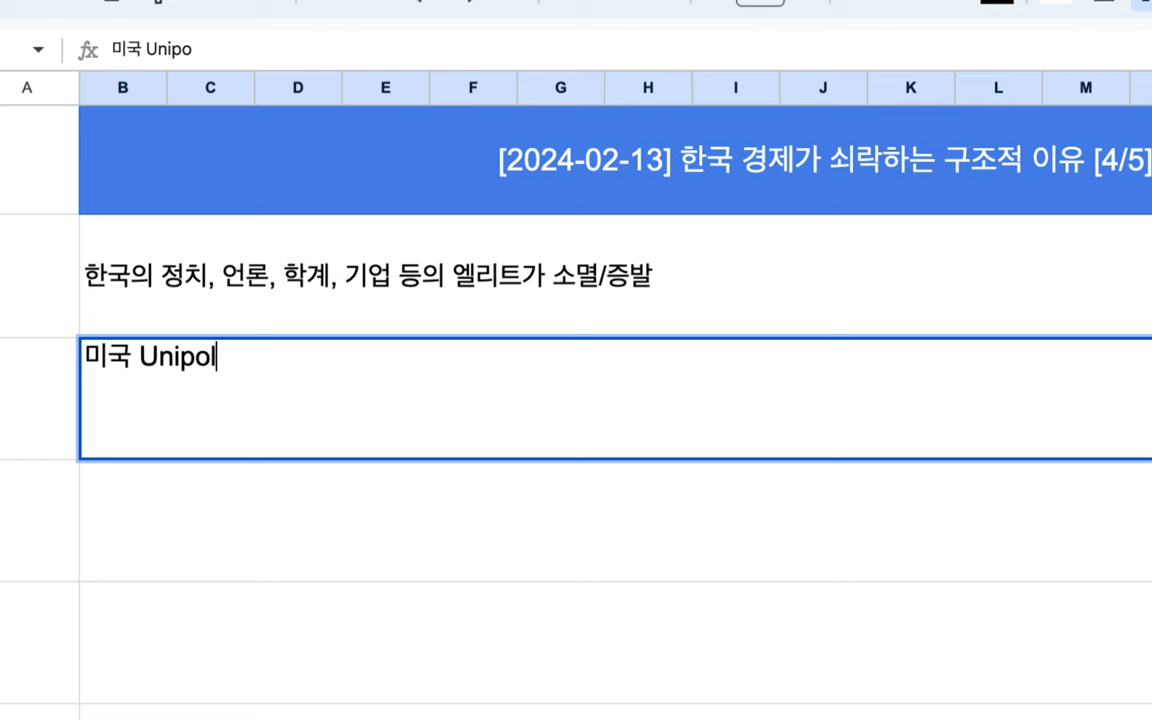 fx 미국 Unipo
A B C D E F G H I J K L M
[2024-02-13] 한국 경제가 쇠락하는 구조적 이유 [4/5]
한국의 정치, 언론, 학계, 기업 등의 엘리트가 소멸/증발
미국 Unipol